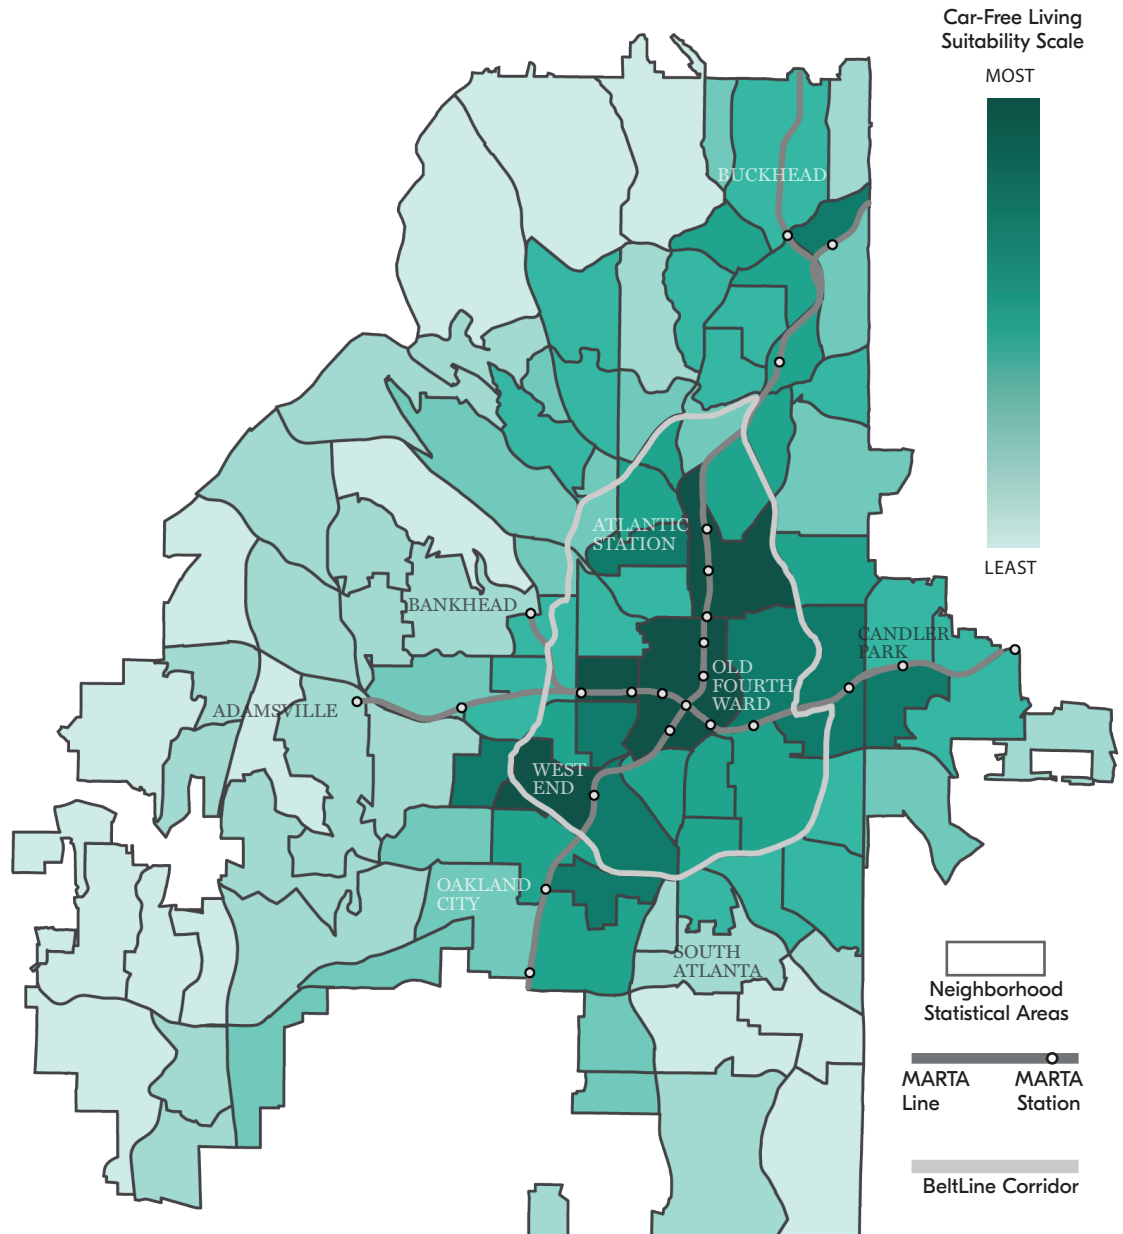 Car-Free Living
Suitability Scale
MOST
LEAST
BUCKHEAD
ATLANTIC
STATION
BANKHEAD
CANDLER
PARK
OLD
FOURTH
WARD
ADAMSVILLE
WEST
END
OAKLAND
CITY
SOUTH
ATLANTA
Neighborhood
Statistical Areas
MARTA
Line
MARTA
Station
BeltLine Corridor